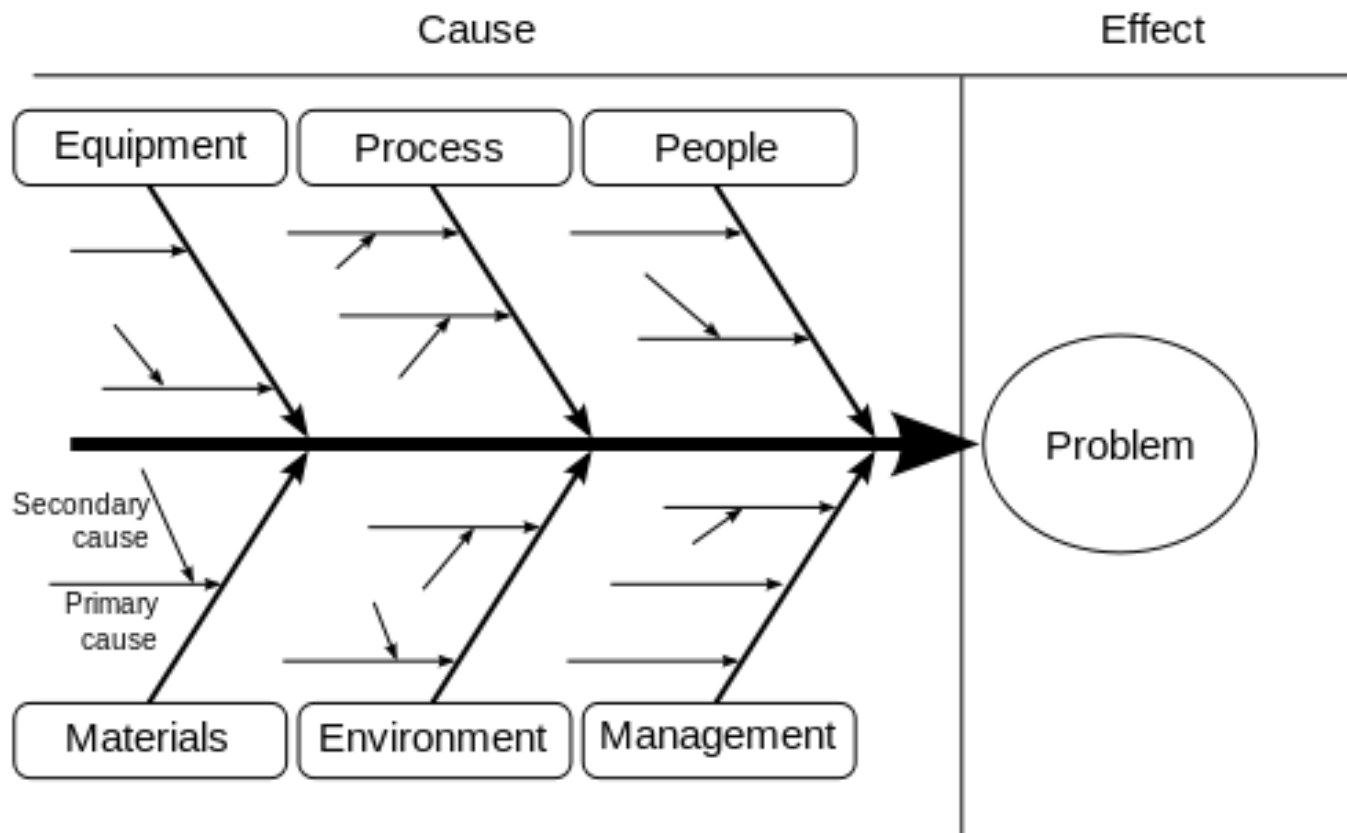 Cause
Effect
Equipment
Process
People
Problem
Secondary
cause
Primary
cause
Materials
Environment
Management